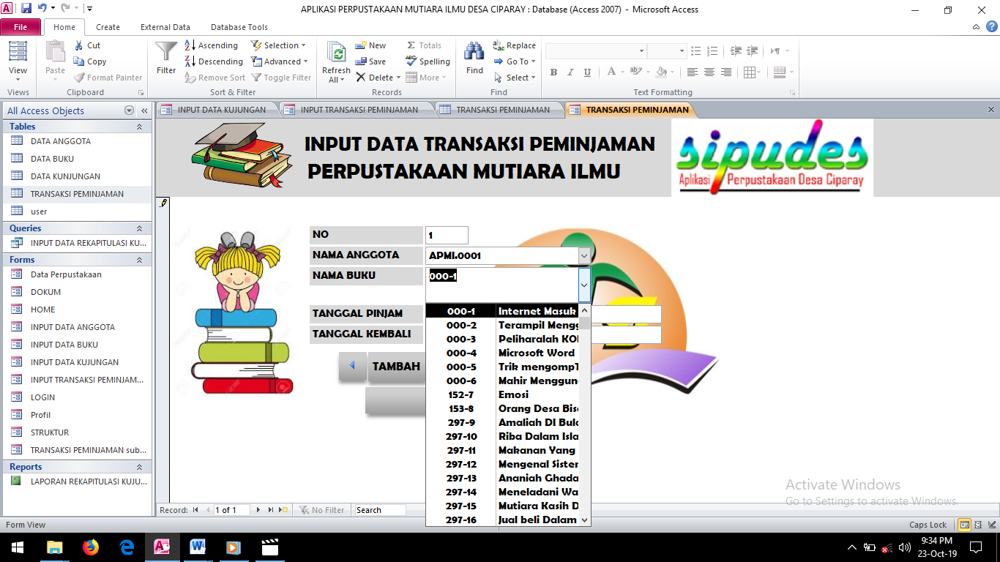 APLIKASI PERPUSTAKAAN MUTIARA ILMU DESA CIPARAY : Database (Access 2007) - Microsoft Access
File Home Create External Data Database Tools
View
Views
Paste
Cut
Copy
Format Painter
Clipboard
Filter
Ascending
Descending
Remove Sort
Selection
Advanced
Toggle Filter
Sort & Filter
Refresh
All
New
Save
Delete
Totals
Spelling
More
Records
Find
Replace
Go To
Select
Find
B I U A ab
Text Formatting
All Access Objects
Tables
DATA ANGGOTA
DATA BUKU
DATA KUNJUNGAN
TRANSAKSI PEMINJAMAN
user
Queries
INPUT DATA REKAPITULASI KU...
Forms
Data Perpustakaan
DOKUM
HOME
INPUT DATA ANGGOTA
INPUT DATA BUKU
INPUT DATA KUJUNGAN
INPUT TRANSAKSI PEMINJAM...
LOGIN
Profil
STRUKTUR
TRANSAKSI PEMINJAMAN sub...
Reports
LAPORAN REKAPITULASI KUJU...
INPUT DATA KUJUNGAN INPUT TRANSAKSI PEMINJAMAN TRANSAKSI PEMINJAMAN TRANSAKSI PEMINJAMAN
INPUT DATA TRANSAKSI PEMINJAMAN
PERPUSTAKAAN MUTIARA ILMU
sipudes
Aplikasi Perpustakaan Desa Ciparay
NO 1
NAMA ANGGOTA APMI.0001
NAMA BUKU 000-1
TANGGAL PINJAM
TANGGAL KEMBALI
TAMBAH
000-1 Internet Masuk
000-2 Terampil Mengg
000-3 Peliharalah KO
000-4 Microsoft Word
000-5 Trik mengompT
000-6 Mahir Menggun
152-7 Emosi
153-8 Orang Desa Bis
297-9 Amaliah DI Bul
297-10 Riba Dalam Isla
297-11 Makanan Yang
297-12 Mengenal Sister
297-13 Ananiah Ghada
297-14 Meneladani Wa
297-15 Mutiara Kasih D
297-16 Jual beli Dalam
Activate Windows
Go to Settings to activate Windows.
Record: 1 of 1 No Filter Search
Form View Caps Lock
9:34 PM
23-Oct-19